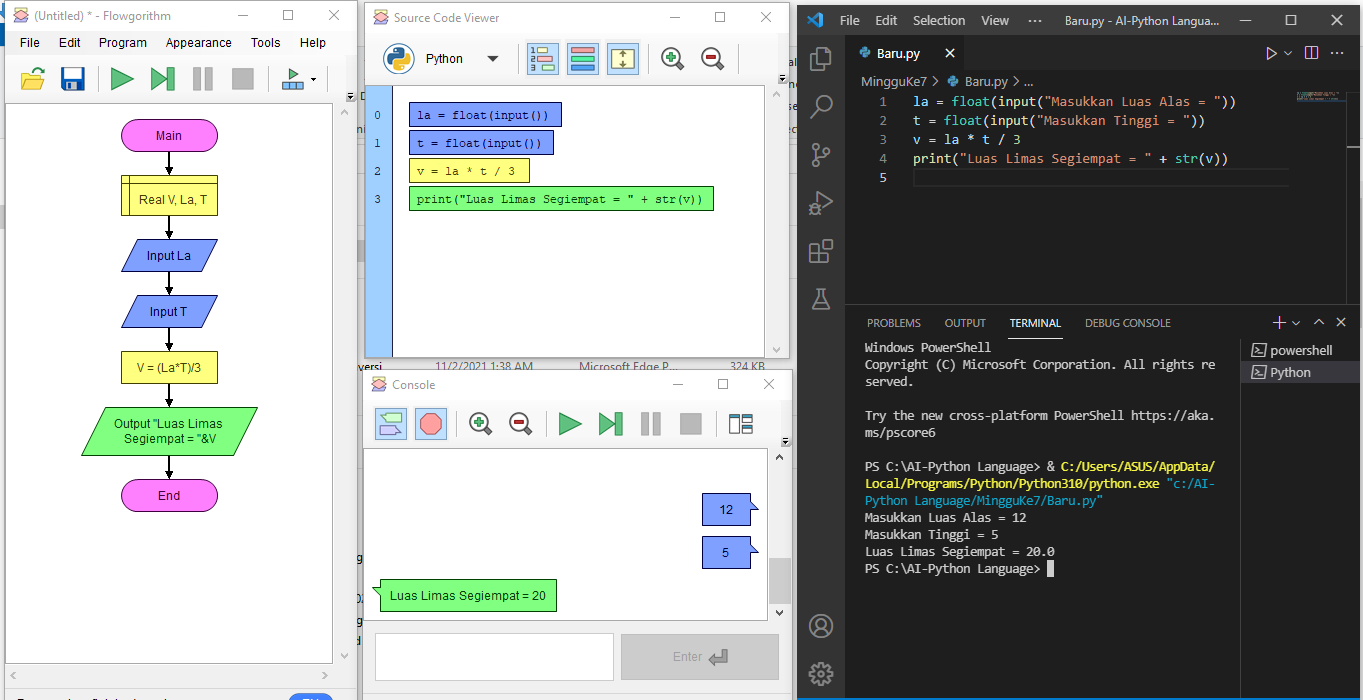 (Untitled) * - Flowgorithm
File Edit Program Appearance Tools Help
Main
Real V, La, T
Input La
Input T
V = (La*T)/3
Output "Luas Limas
Segiempat = "&V
End
Source Code Viewer
Python
0 la = float(input())
1 t = float(input())
2 v = la * t / 3
3 print("Luas Limas Segiempat = " + str(v))
11/2/2021 1:38 AM Microsoft Edge P... 324 KB
Console
12
5
Luas Limas Segiempat = 20
Enter
File Edit Selection View ··· Baru.py - AI-Python Langua...
Baru.py
MingguKe7 > Baru.py > ...
1 la = float(input("Masukkan Luas Alas = "))
2 t = float(input("Masukkan Tinggi = "))
3 v = la * t / 3
4 print("Luas Limas Segiempat = " + str(v))
5
PROBLEMS OUTPUT TERMINAL DEBUG CONSOLE
Windows PowerShell
Copyright (C) Microsoft Corporation. All rights re
served.
Try the new cross-platform PowerShell https://aka.
ms/pscore6
PS C:\AI-Python Language> & C:/Users/ASUS/AppData/
Local/Programs/Python/Python310/python.exe "c:/AI-
Python Language/MingguKe7/Baru.py"
Masukkan Luas Alas = 12
Masukkan Tinggi = 5
Luas Limas Segiempat = 20.0
PS C:\AI-Python Language>
powershell
Python